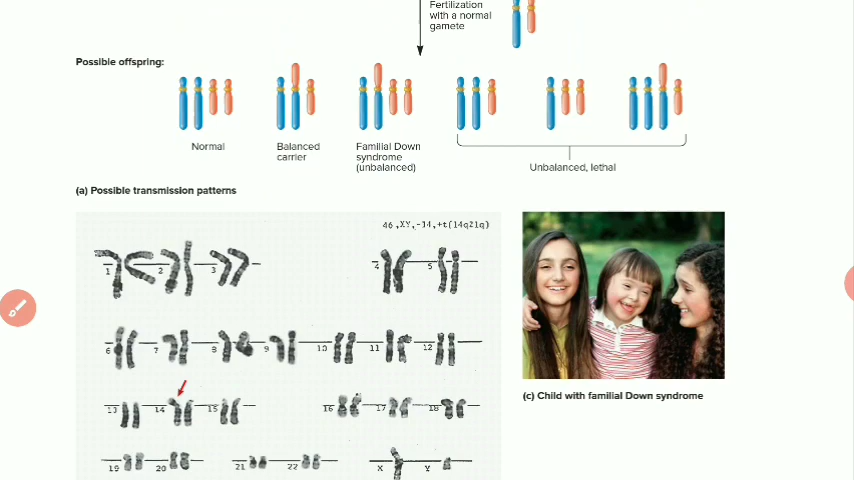 Fertilization
with a normal
gamete
Possible offspring:
Normal
Balanced
carrier
Familial Down
syndrome
(unbalanced)
Unbalanced, lethal
(a) Possible transmission patterns
46,XY,-14,+t(14q21q)
1 2 3 4 5
6 7 8 9 10 11 12
13 14 15 16 17 18
19 20 21 22 X Y
(c) Child with familial Down syndrome